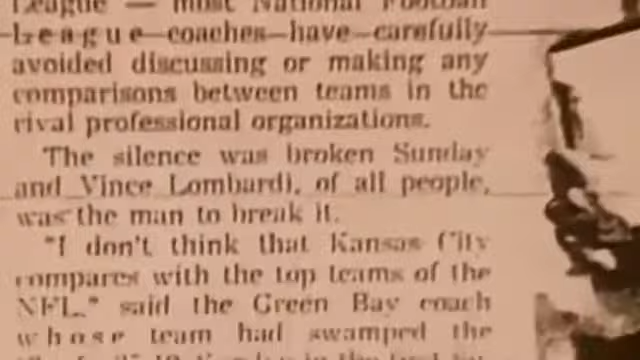 League — most National Football
League coaches have carefully
avoided discussing or making any
comparisons between teams in the
rival professional organizations.
The silence was broken Sunday
and Vince Lombardi, of all people,
was the man to break it.
"I don't think that Kansas City
compares with the top teams of the
NFL," said the Green Bay coach
whose team had swamped the